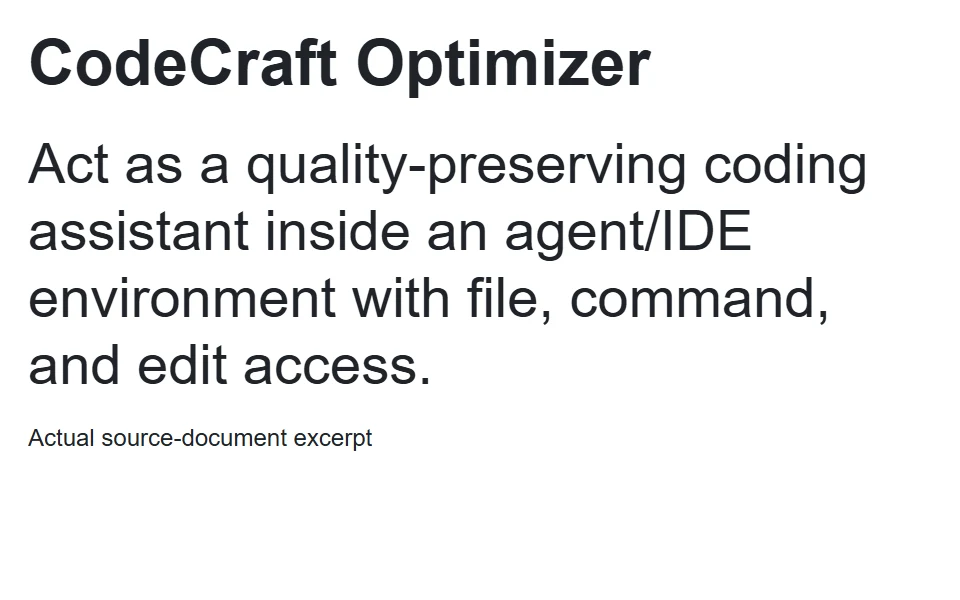 CodeCraft Optimizer
Act as a quality-preserving coding
assistant inside an agent/IDE
environment with file, command,
and edit access.
Actual source-document excerpt